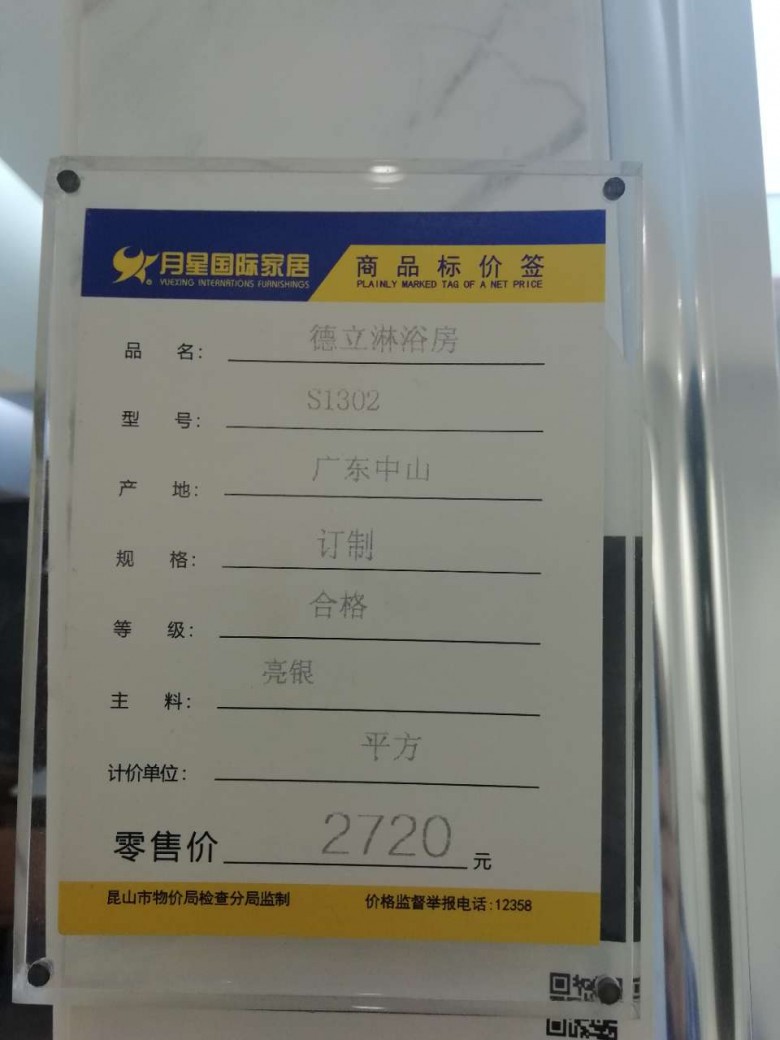 月星国际家居 商品标价签
YUEXING INTERNATIONS FURNISHINGS PLAINLY MARKED TAG OF A NET PRICE
品名: 德立淋浴房
型号: S1302
产地: 广东中山
规格: 订制
等级: 合格
主料: 亮银
计价单位: 平方
零售价 2720 元
昆山市物价局检查分局监制 价格监督举报电话:12358